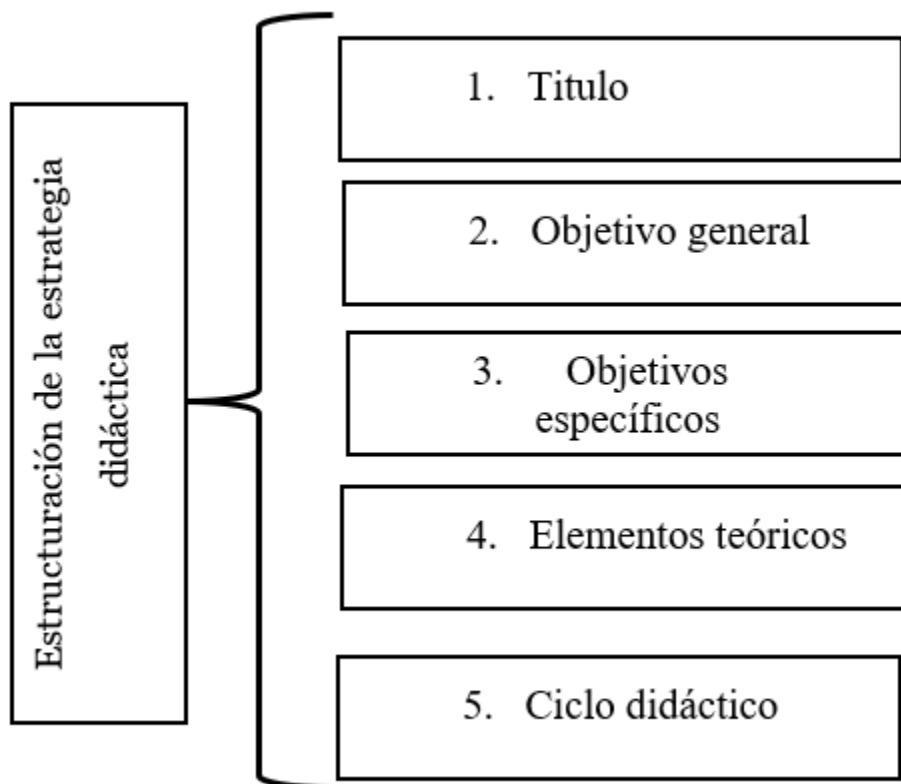 Estructuración de la estrategia
didáctica
1. Titulo
2. Objetivo general
3. Objetivos
específicos
4. Elementos teóricos
5. Ciclo didáctico